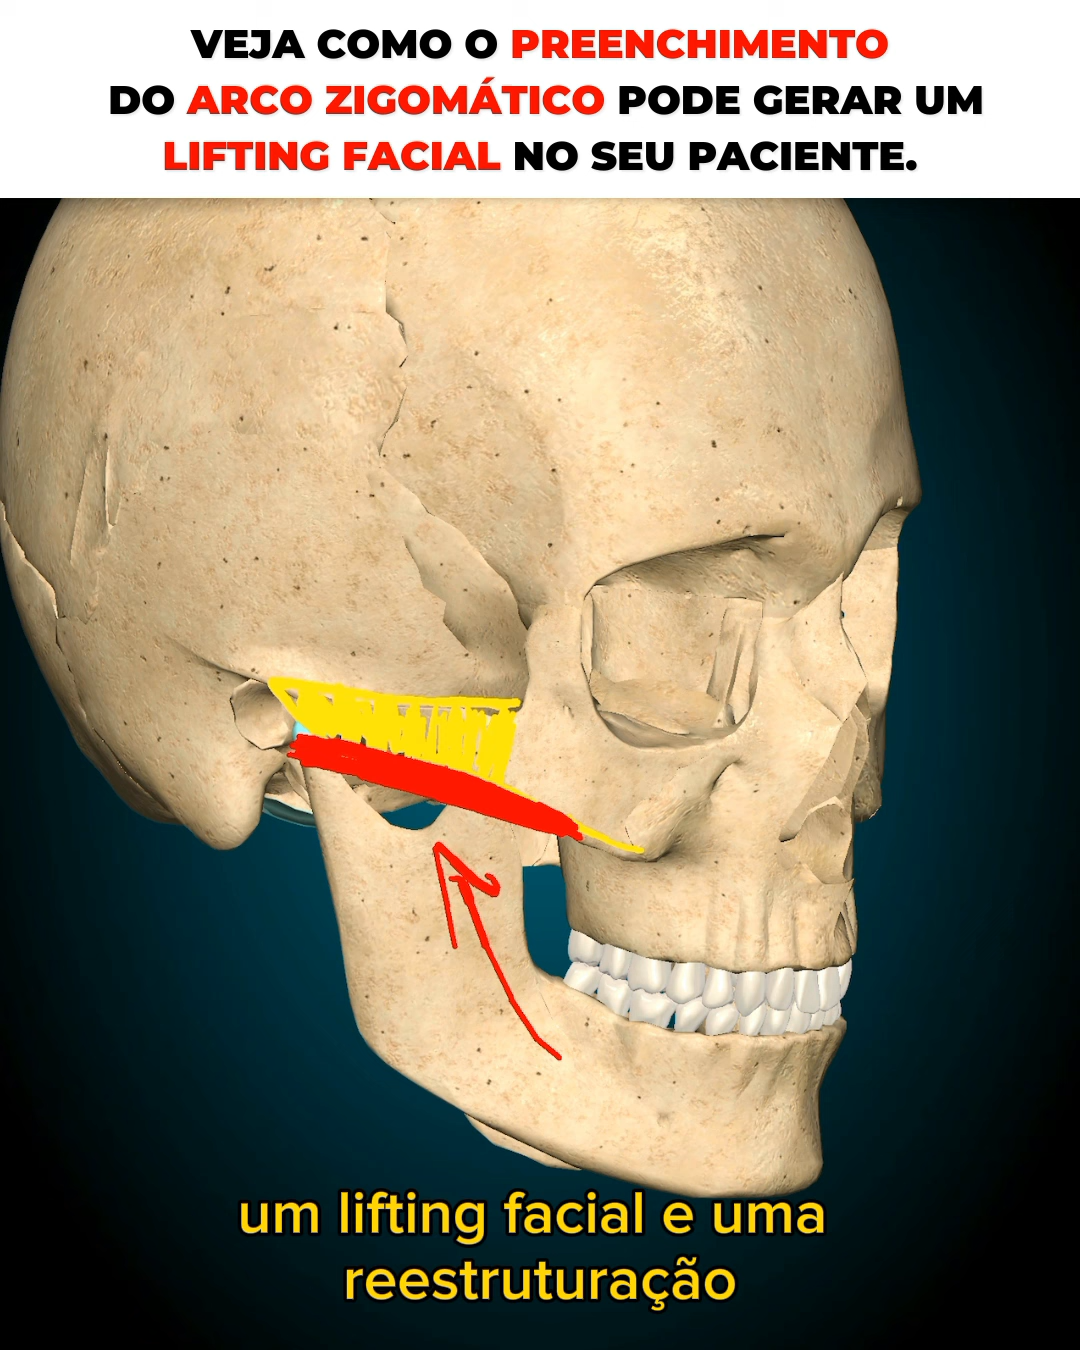 VEJA COMO O PREENCHIMENTO
DO ARCO ZIGOMÁTICO PODE GERAR UM
LIFTING FACIAL NO SEU PACIENTE.
um lifting facial e uma
reestruturação